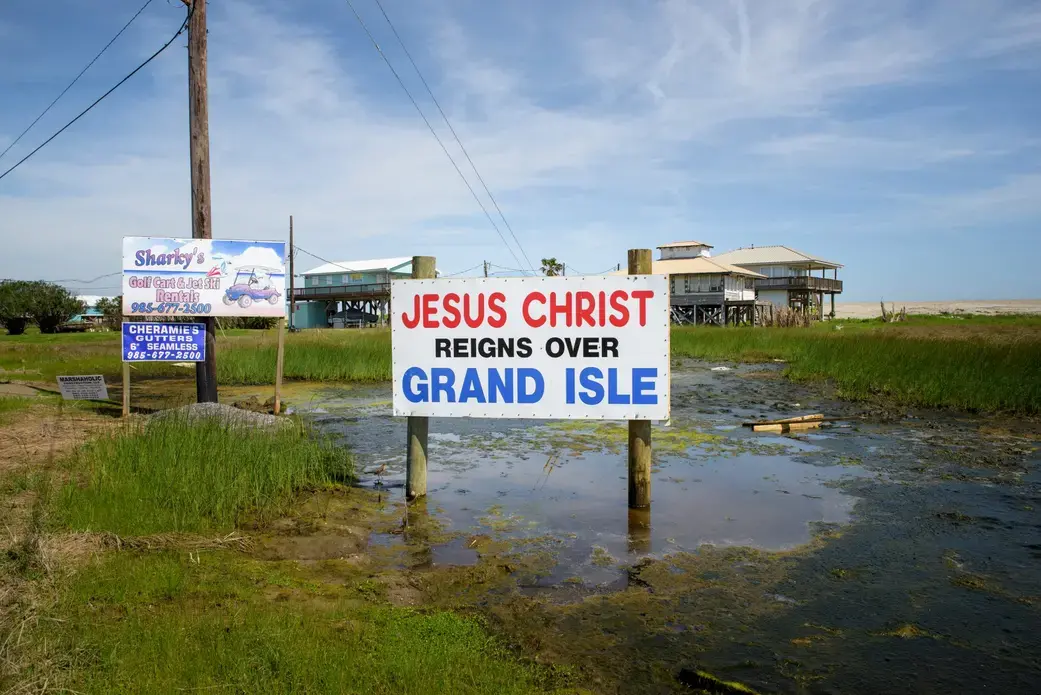 Sharky's
Golf Cart & Jet Ski
Rentals
985-677-2500
CHERAMIE'S
GUTTERS
6" SEAMLESS
985-677-2500
MARSHAHOLIC
JESUS CHRIST
REIGNS OVER
GRAND ISLE